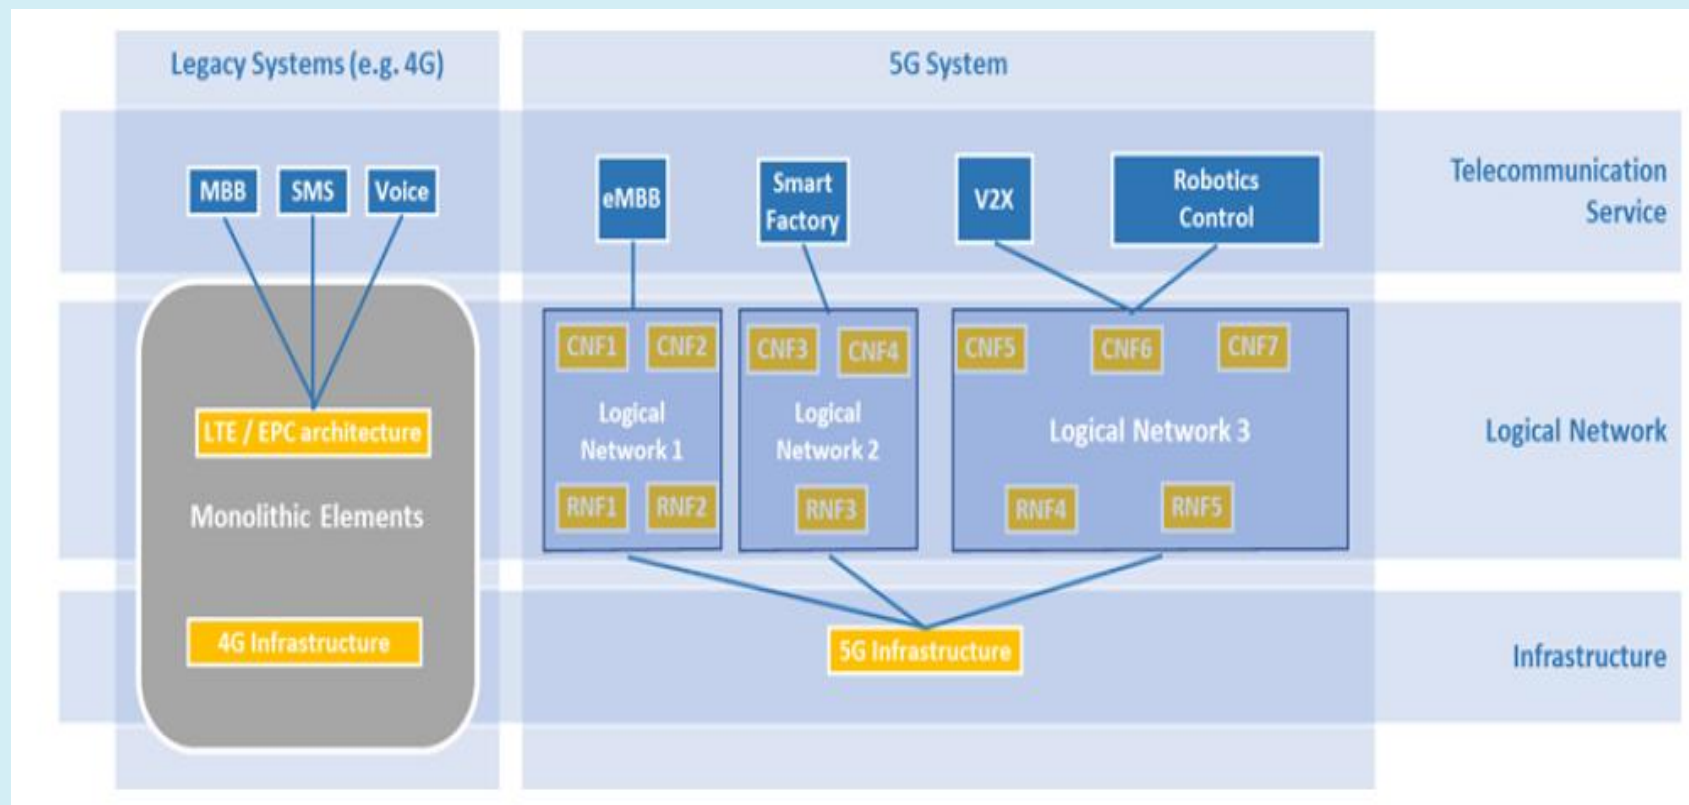 Legacy Systems (e.g. 4G)
5G System
MBB
SMS
Voice
eMBB
Smart
Factory
V2X
Robotics
Control
Telecommunication
Service
CNF1
CNF2
CNF3
CNF4
CNF5
CNF6
CNF7
LTE / EPC architecture
Logical
Network 1
Logical
Network 2
Logical Network 3
Logical Network
RNF1
RNF2
RNF3
RNF4
RNF5
Monolithic Elements
4G Infrastructure
5G Infrastructure
Infrastructure